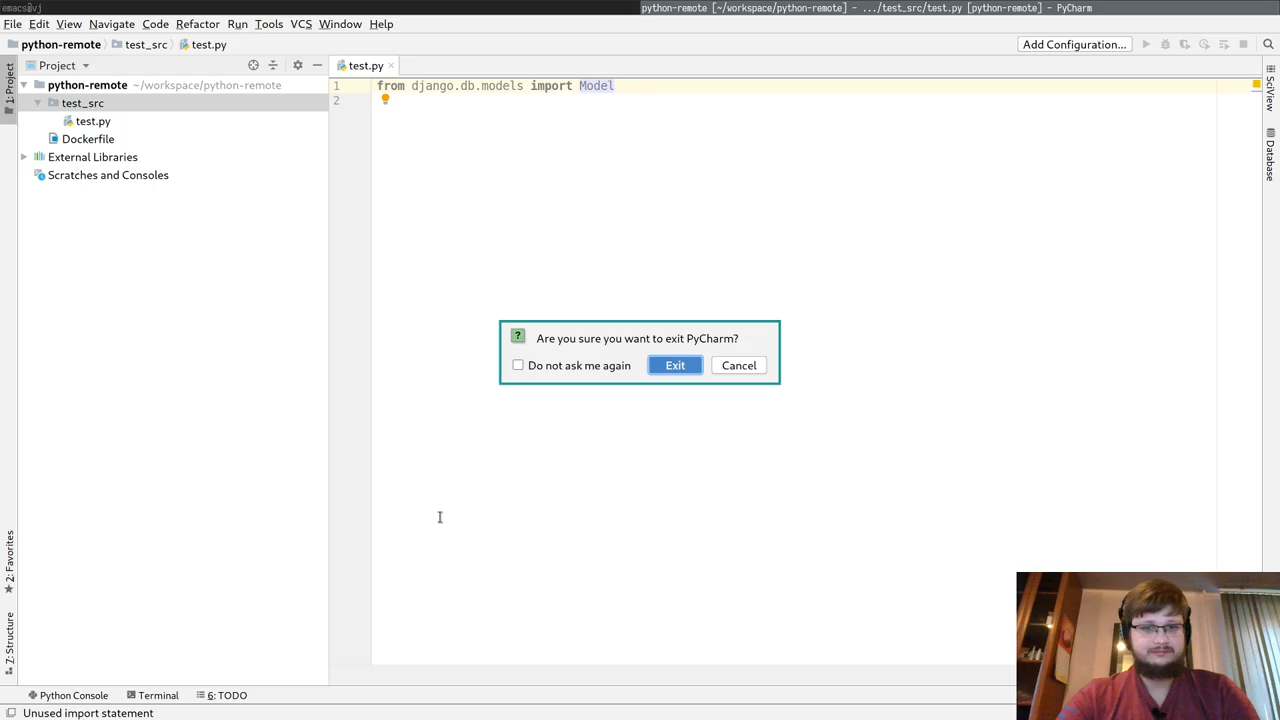 emacs@vj
python-remote [~/workspace/python-remote] - .../test_src/test.py [python-remote] - PyCharm
File Edit View Navigate Code Refactor Run Tools VCS Window Help
python-remote test_src test.py
Add Configuration...
1: Project
Project
test.py
python-remote ~/workspace/python-remote
test_src
test.py
Dockerfile
External Libraries
Scratches and Consoles
1 from django.db.models import Model
2
SciView
Database
? Are you sure you want to exit PyCharm?
Do not ask me again Exit Cancel
2: Favorites
Z: Structure
Python Console Terminal 6: TODO
Unused import statement